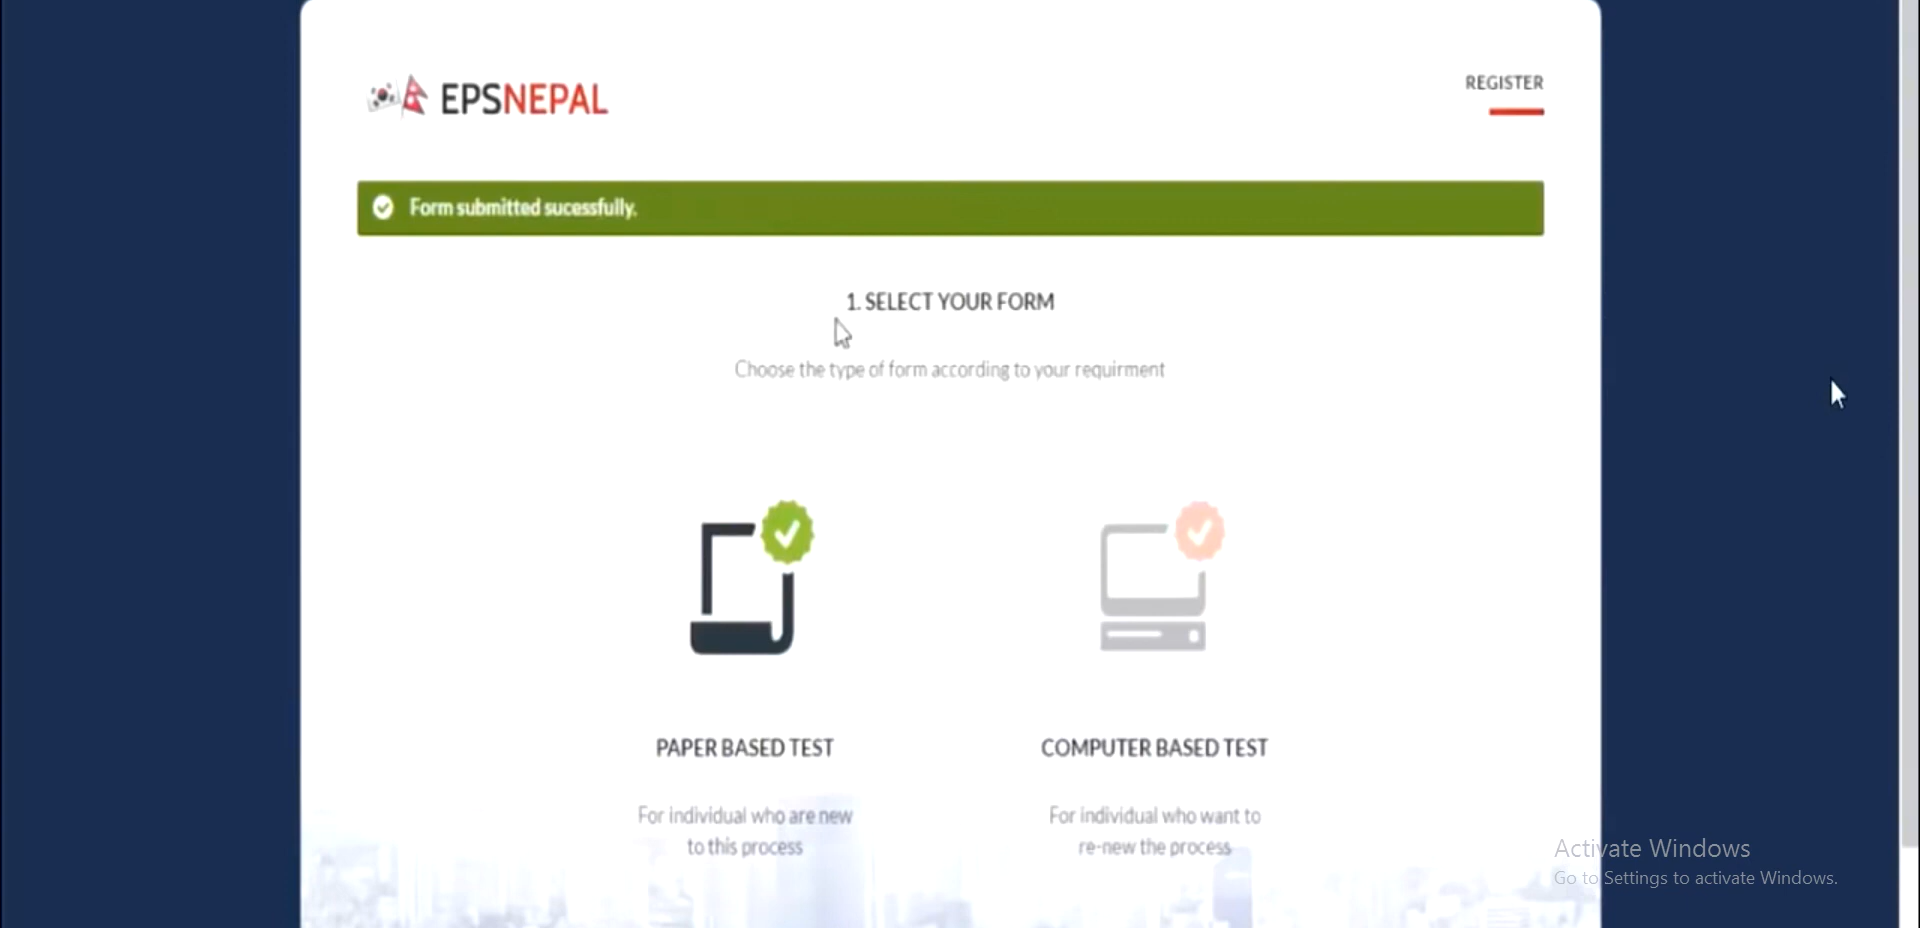 EPSNEPAL
REGISTER
Form submitted sucessfully.
1. SELECT YOUR FORM
Choose the type of form according to your requirment
PAPER BASED TEST
For individual who are new
to this process
COMPUTER BASED TEST
For individual who want to
re-new the process
Activate Windows
Go to Settings to activate Windows.